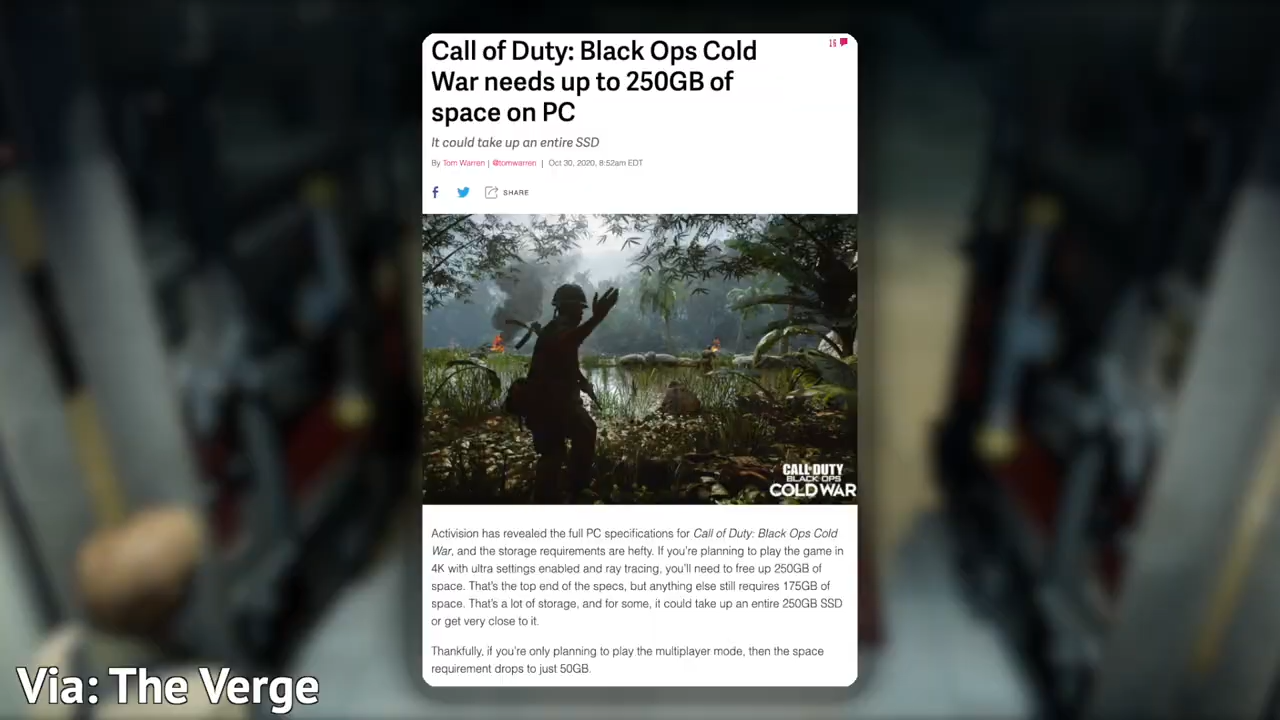 Call of Duty: Black Ops Cold
War needs up to 250GB of
space on PC
16
It could take up an entire SSD
By Tom Warren | @tomwarren | Oct 30, 2020, 8:52am EDT
SHARE
CALL OF DUTY
BLACK OPS
COLD WAR
Activision has revealed the full PC specifications for Call of Duty: Black Ops Cold
War, and the storage requirements are hefty. If you're planning to play the game in
4K with ultra settings enabled and ray tracing, you'll need to free up 250GB of
space. That's the top end of the specs, but anything else still requires 175GB of
space. That's a lot of storage, and for some, it could take up an entire 250GB SSD
or get very close to it.
Thankfully, if you're only planning to play the multiplayer mode, then the space
requirement drops to just 50GB.
Via: The Verge